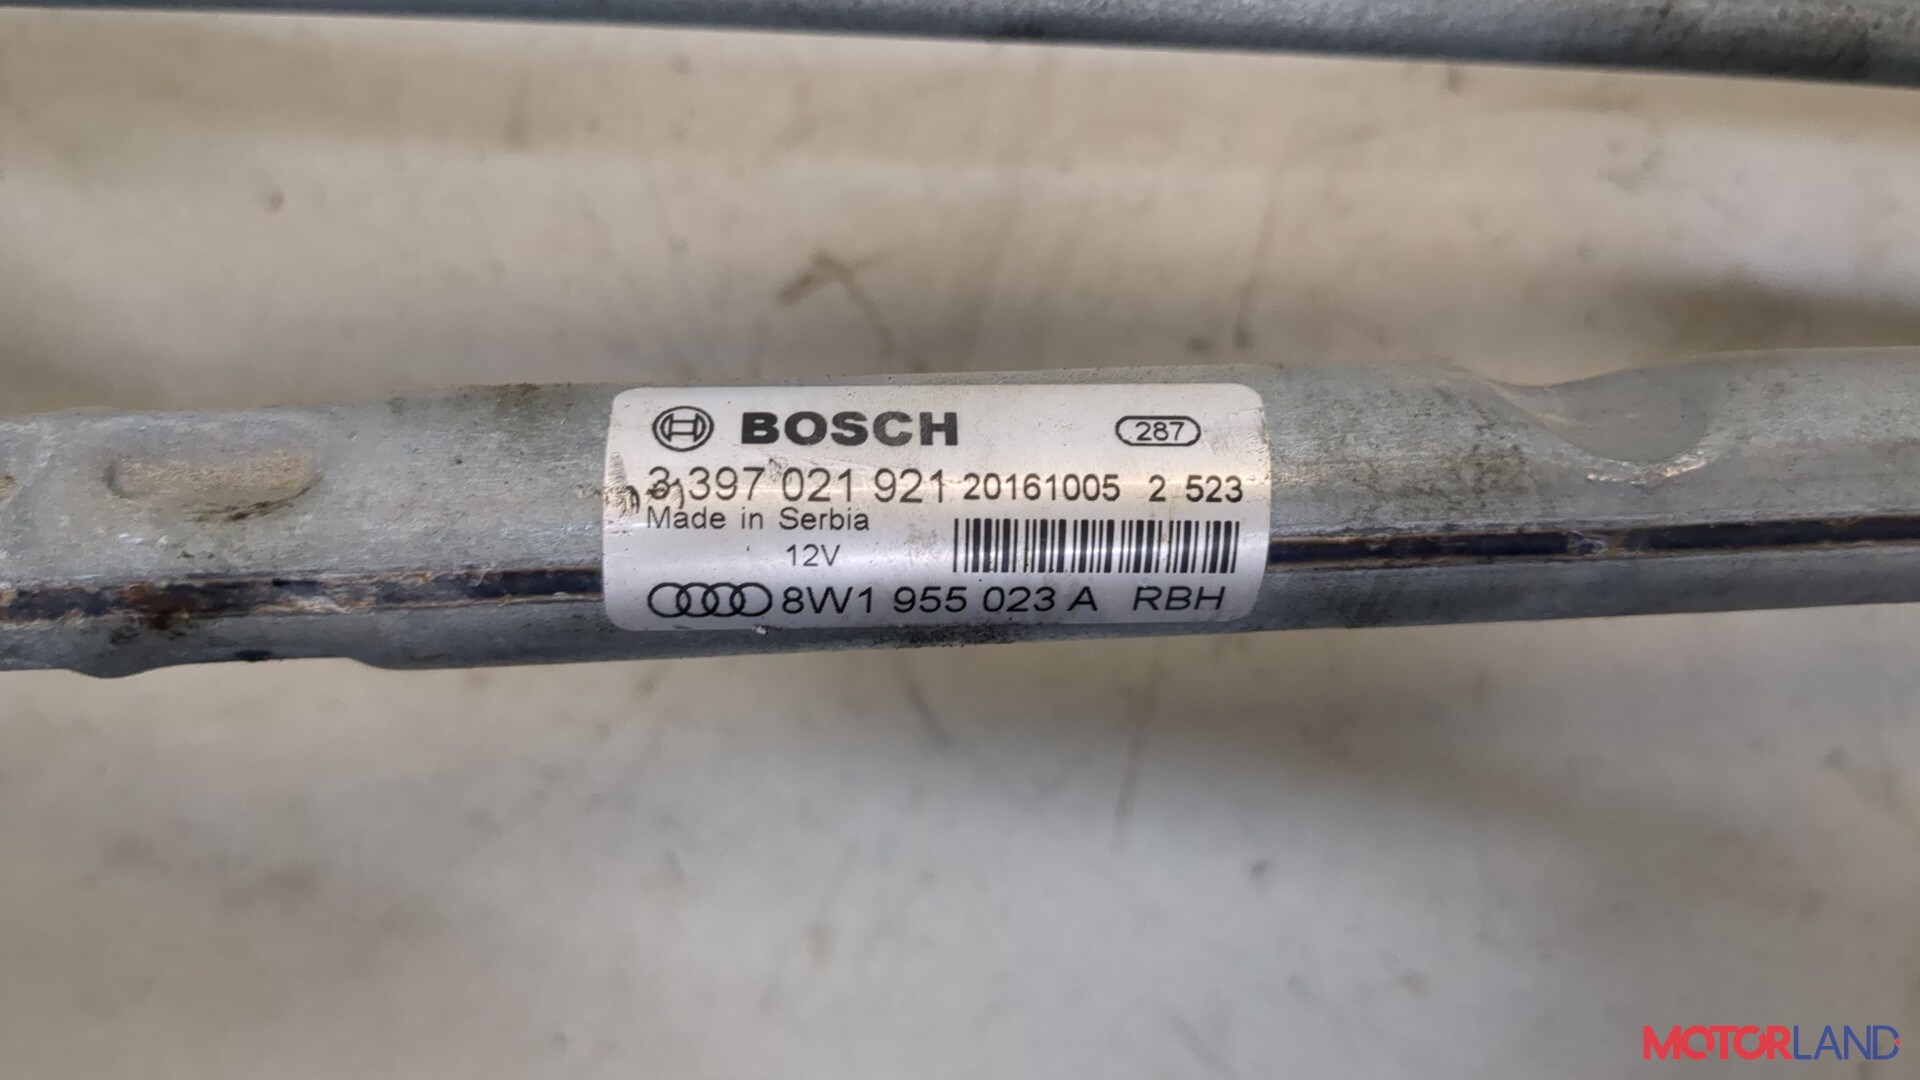 BOSCH 287
3 397 021 921 20161005 2 523
Made in Serbia
12V
8W1 955 023 A RBH
MOTORLAND